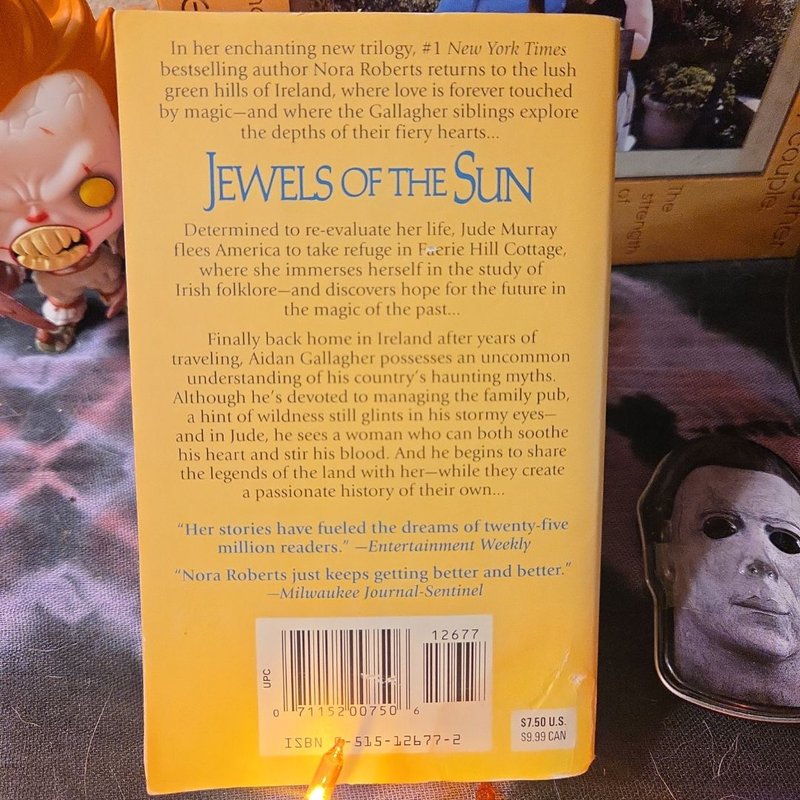 In her enchanting new trilogy, #1 New York Times
bestselling author Nora Roberts returns to the lush
green hills of Ireland, where love is forever touched
by magic—and where the Gallagher siblings explore
the depths of their fiery hearts...
JEWELS OF THE SUN
Determined to re-evaluate her life, Jude Murray
flees America to take refuge in Faerie Hill Cottage,
where she immerses herself in the study of
Irish folklore—and discovers hope for the future in
the magic of the past...
Finally back home in Ireland after years of
traveling, Aidan Gallagher possesses an uncommon
understanding of his country's haunting myths.
Although he's devoted to managing the family pub,
a hint of wildness still glints in his stormy eyes—
and in Jude, he sees a woman who can both soothe
his heart and stir his blood. And he begins to share
the legends of the land with her—while they create
a passionate history of their own...
"Her stories have fueled the dreams of twenty-five
million readers." —Entertainment Weekly
"Nora Roberts just keeps getting better and better."
—Milwaukee Journal-Sentinel
12677
UPC
0 71152 00750 6
ISBN 0-515-12677-2
$7.50 U.S.
$9.99 CAN
The
strength
of
couple